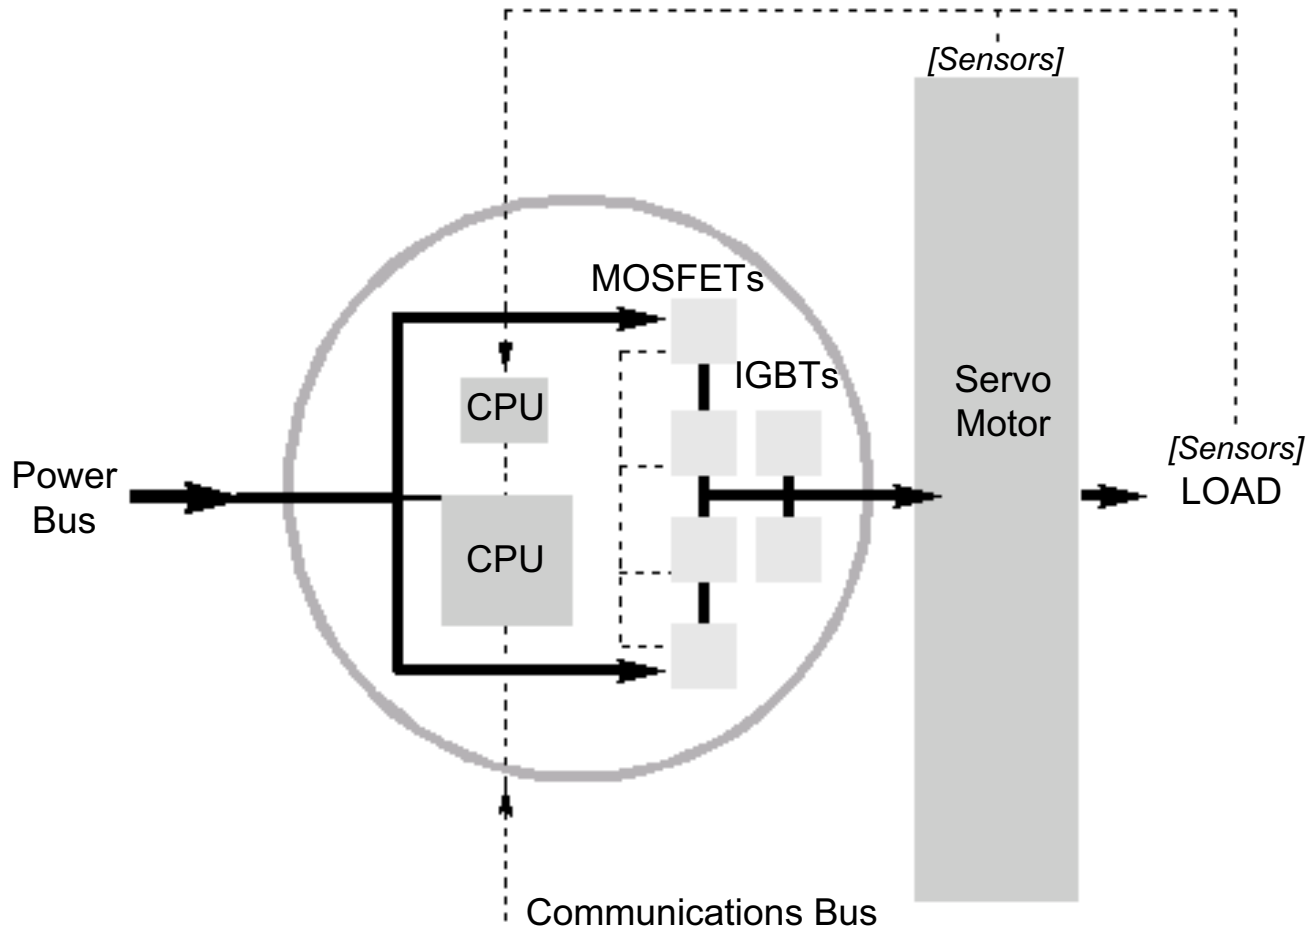 [Sensors]
MOSFETs
IGBTs
CPU
Servo
Motor
[Sensors]
LOAD
Power
Bus
CPU
Communications Bus